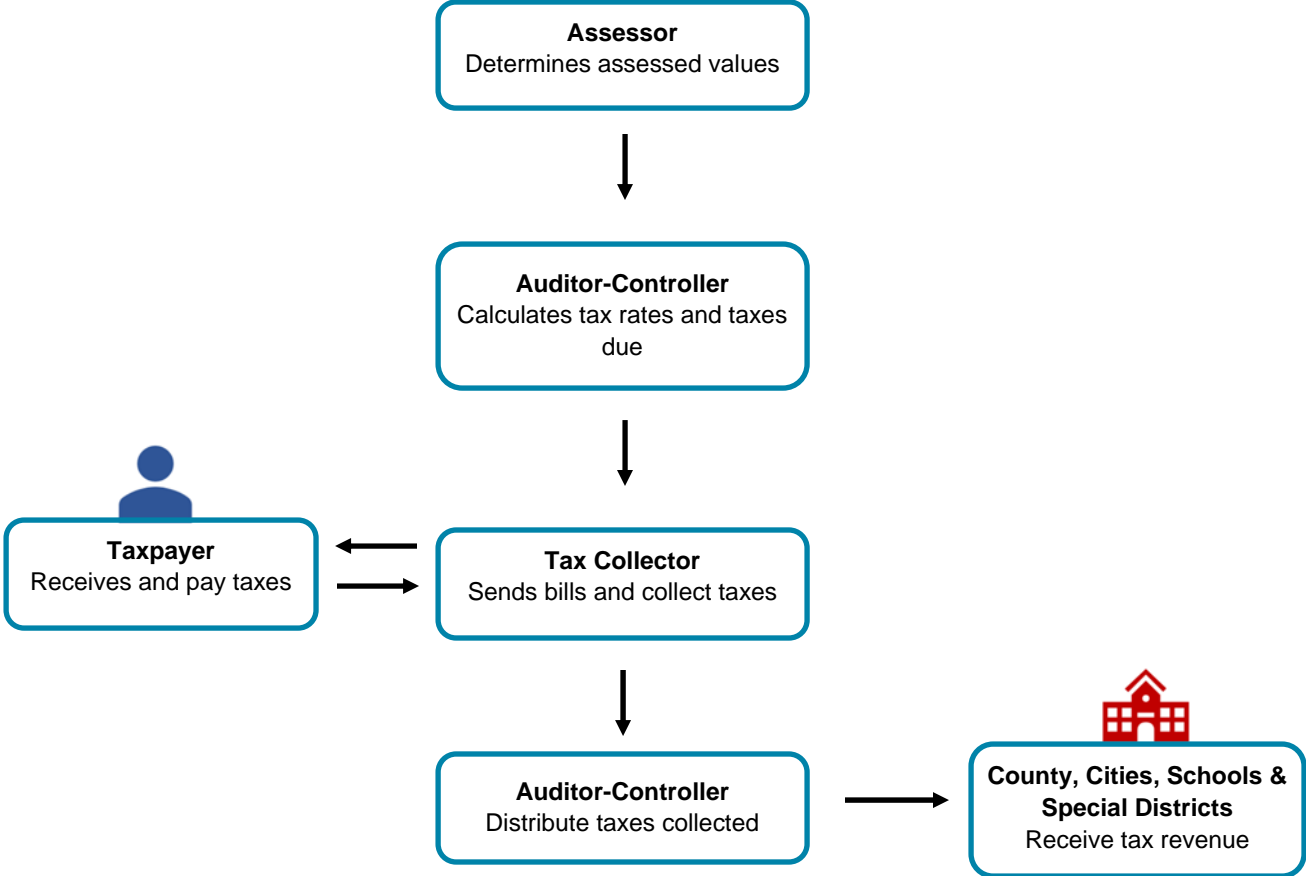 Assessor
Determines assessed values
Auditor-Controller
Calculates tax rates and taxes
due
Taxpayer
Receives and pay taxes
Tax Collector
Sends bills and collect taxes
Auditor-Controller
Distribute taxes collected
County, Cities, Schools &
Special Districts
Receive tax revenue